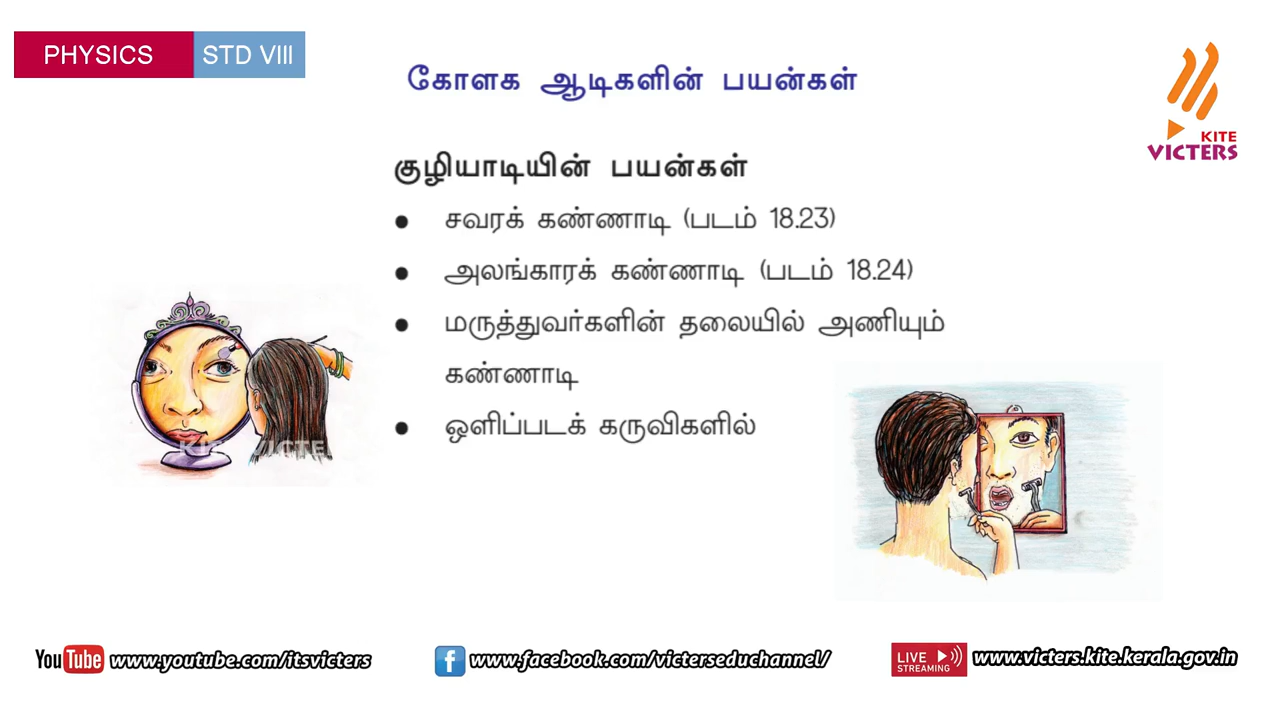 PHYSICS STD VIII
கோளக ஆடிகளின் பயன்கள்
KITE
VICTERS
குழியாடியின் பயன்கள்
● சவரக் கண்ணாடி (படம் 18.23)
● அலங்காரக் கண்ணாடி (படம் 18.24)
● மருத்துவர்களின் தலையில் அணியும்
கண்ணாடி
● ஒளிப்படக் கருவிகளில்
KITE VICTERS
YouTube www.youtube.com/itsvicters
f www.facebook.com/victerseduchannel/
LIVE
STREAMING
www.victers.kite.kerala.gov.in